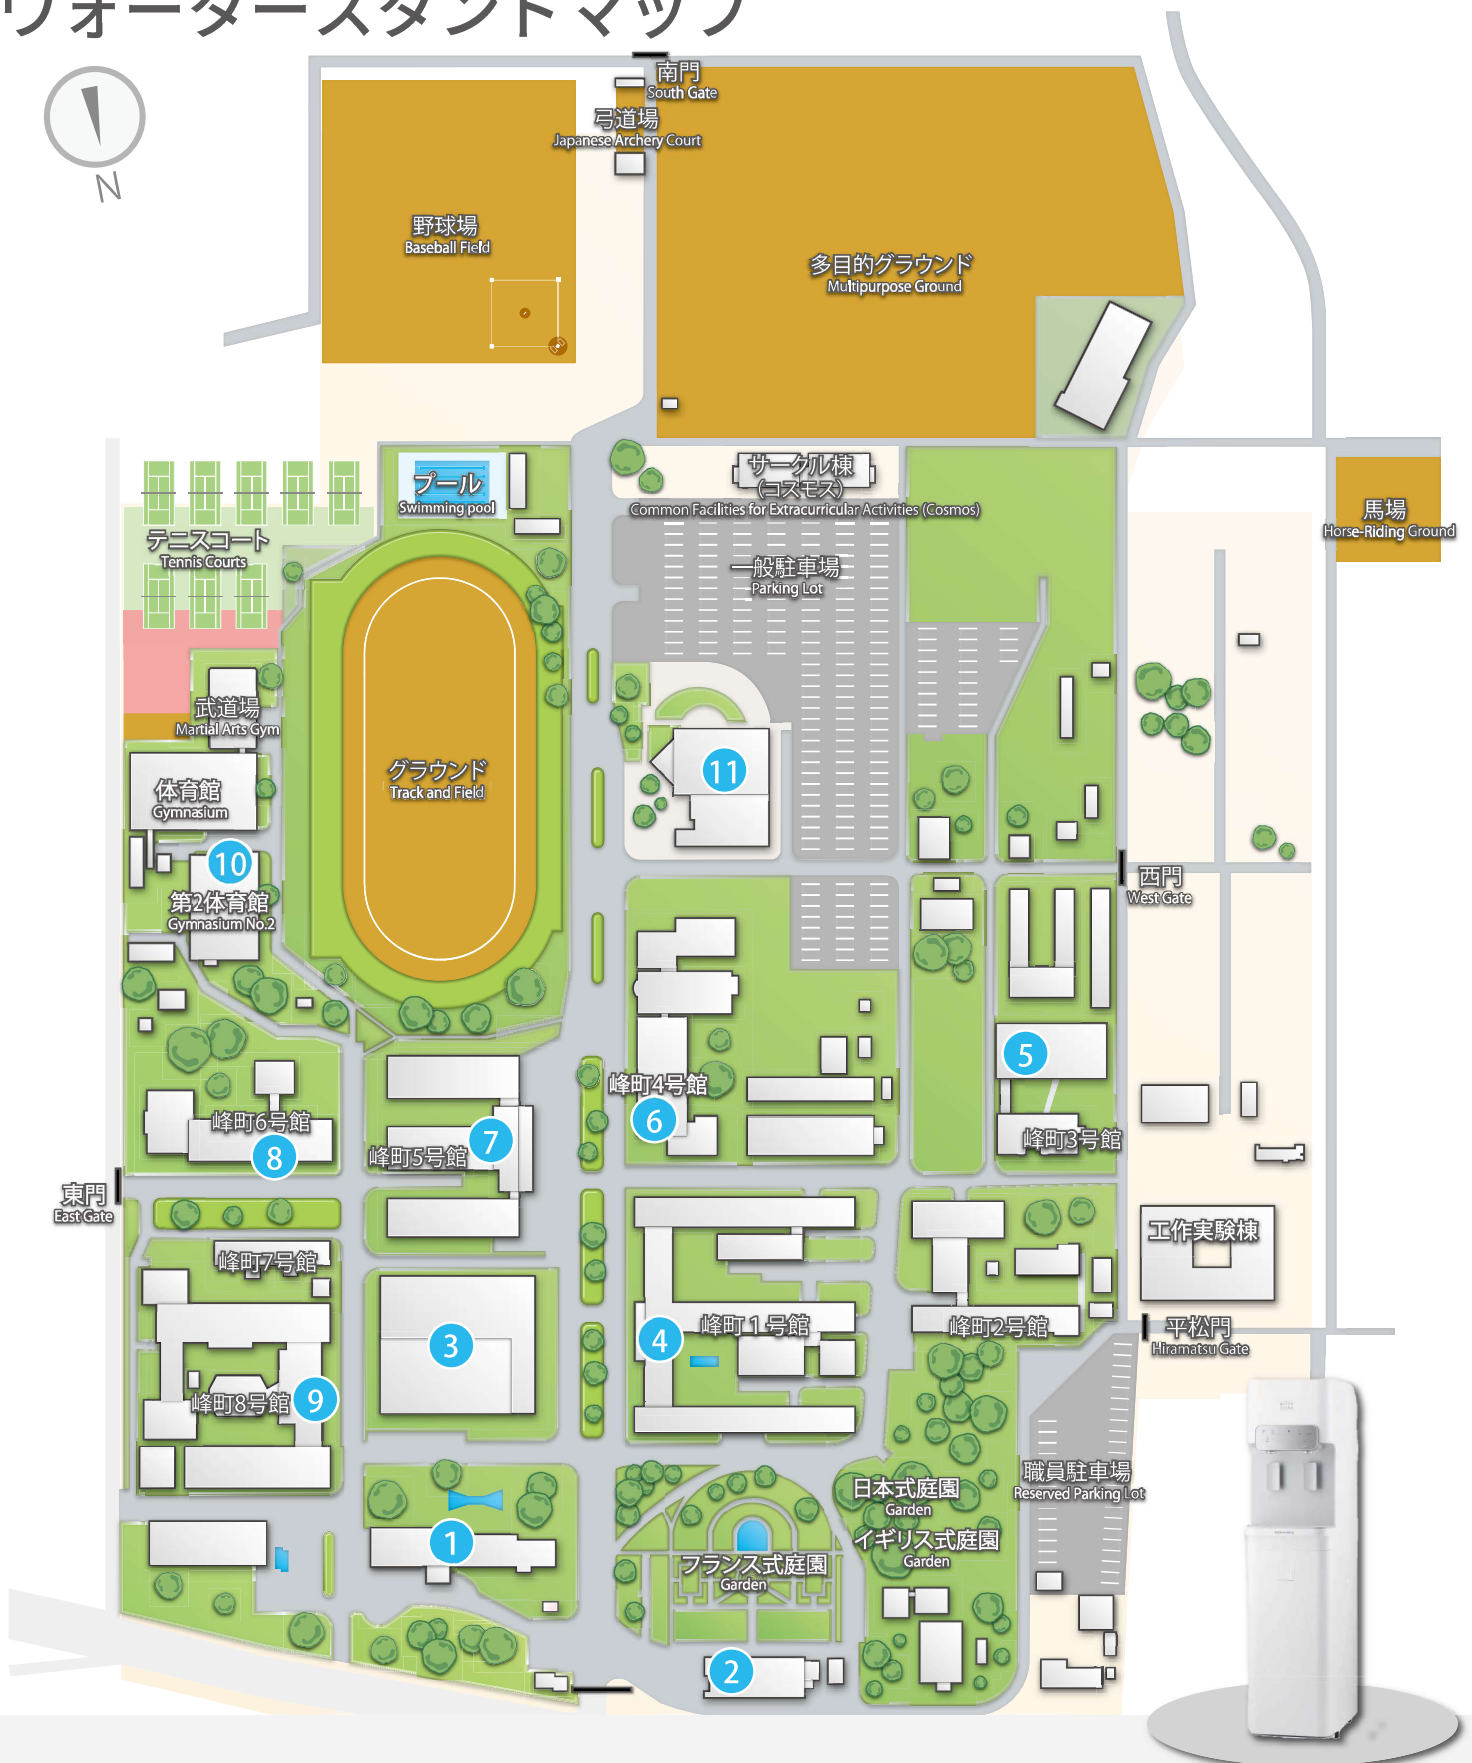 ウォータースタンドマップ
N
南門
South Gate
弓道場
Japanese Archery Court
野球場
Baseball Field
多目的グラウンド
Multipurpose Ground
プール
Swimming pool
サークル棟
(コスモス)
Common Facilities for Extracurricular Activities (Cosmos)
馬場
Horse-Riding Ground
テニスコート
Tennis Courts
一般駐車場
Parking Lot
武道場
Martial Arts Gym
グラウンド
Track and Field
11
体育館
Gymnasium
10
第2体育館
Gymnasium No.2
西門
West Gate
5
峰町4号館
6
峰町3号館
峰町6号館
8
7
峰町5号館
東門
East Gate
工作実験棟
峰町7号館
3
4
峰町1号館
峰町2号館
平松門
Hiramatsu Gate
峰町8号館
9
職員駐車場
Reserved Parking Lot
日本式庭園
Garden
イギリス式庭園
Garden
1
フランス式庭園
Garden
2